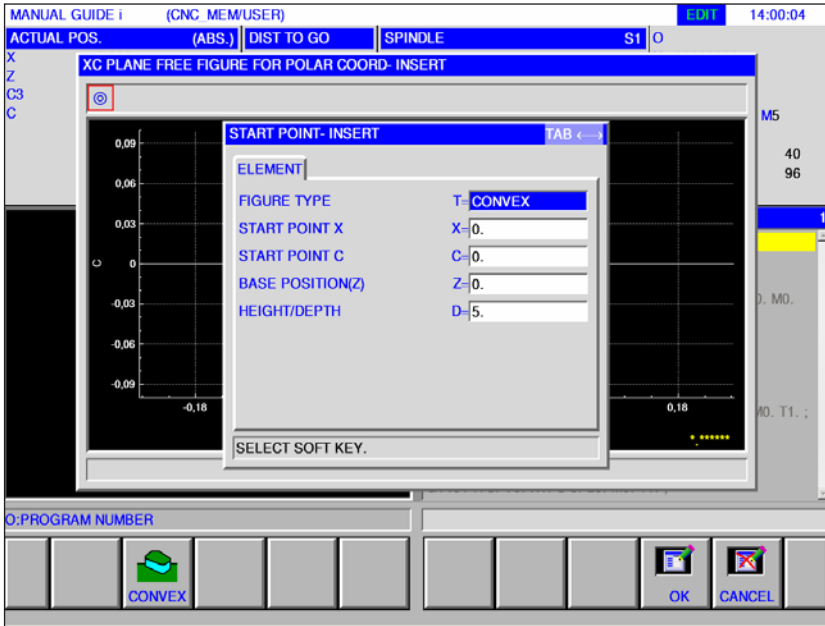 MANUAL GUIDE i (CNC_MEM/USER) EDIT 14:00:04
ACTUAL POS. (ABS.) DIST TO GO SPINDLE S1 O
X
Z
C3
C
XC PLANE FREE FIGURE FOR POLAR COORD- INSERT
M5
40
96
START POINT- INSERT TAB
ELEMENT
FIGURE TYPE T= CONVEX
START POINT X X= 0.
START POINT C C= 0.
BASE POSITION(Z) Z= 0.
HEIGHT/DEPTH D= 5.
SELECT SOFT KEY.
0,09
0,06
0,03
C 0
-0,03
-0,06
-0,09
-0,18 0,18
*.******
1
0. M0.
M0. T1. ;
O:PROGRAM NUMBER
CONVEX OK CANCEL